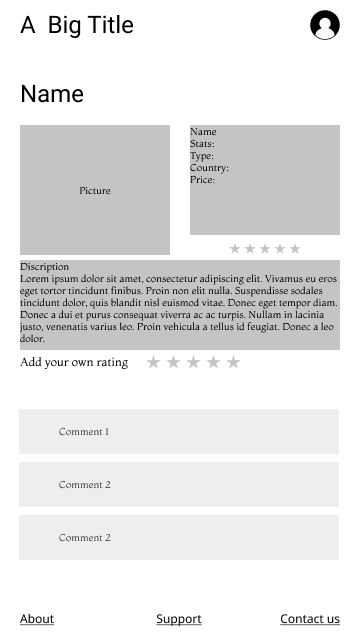 A Big Title
Name
Picture
Name
Stats:
Type:
Country:
Price:
Discription
Lorem ipsum dolor sit amet, consectetur adipiscing elit. Vivamus eu eros
eget tortor tincidunt finibus. Proin non elit nulla. Suspendisse sodales
tincidunt dolor, quis blandit nisl euismod vitae. Donec eget tempor diam.
Donec a dui et purus consequat viverra ac ac turpis. Nullam in lacinia
justo, venenatis varius leo. Proin vehicula a tellus id feugiat. Donec a leo
dolor.
Add your own rating
Comment 1
Comment 2
Comment 2
About Support Contact us